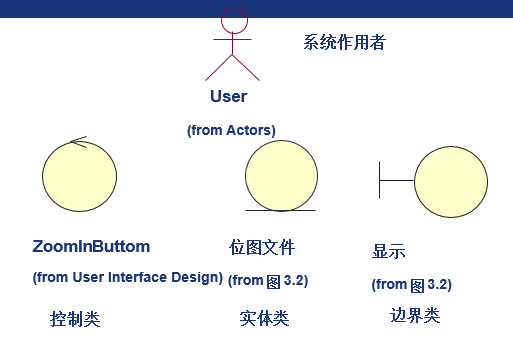 系统作用者
User
(from Actors)
ZoomInButtom
(from User Interface Design)
控制类
位图文件
(from 图 3.2)
实体类
显示
(from 图 3.2)
边界类